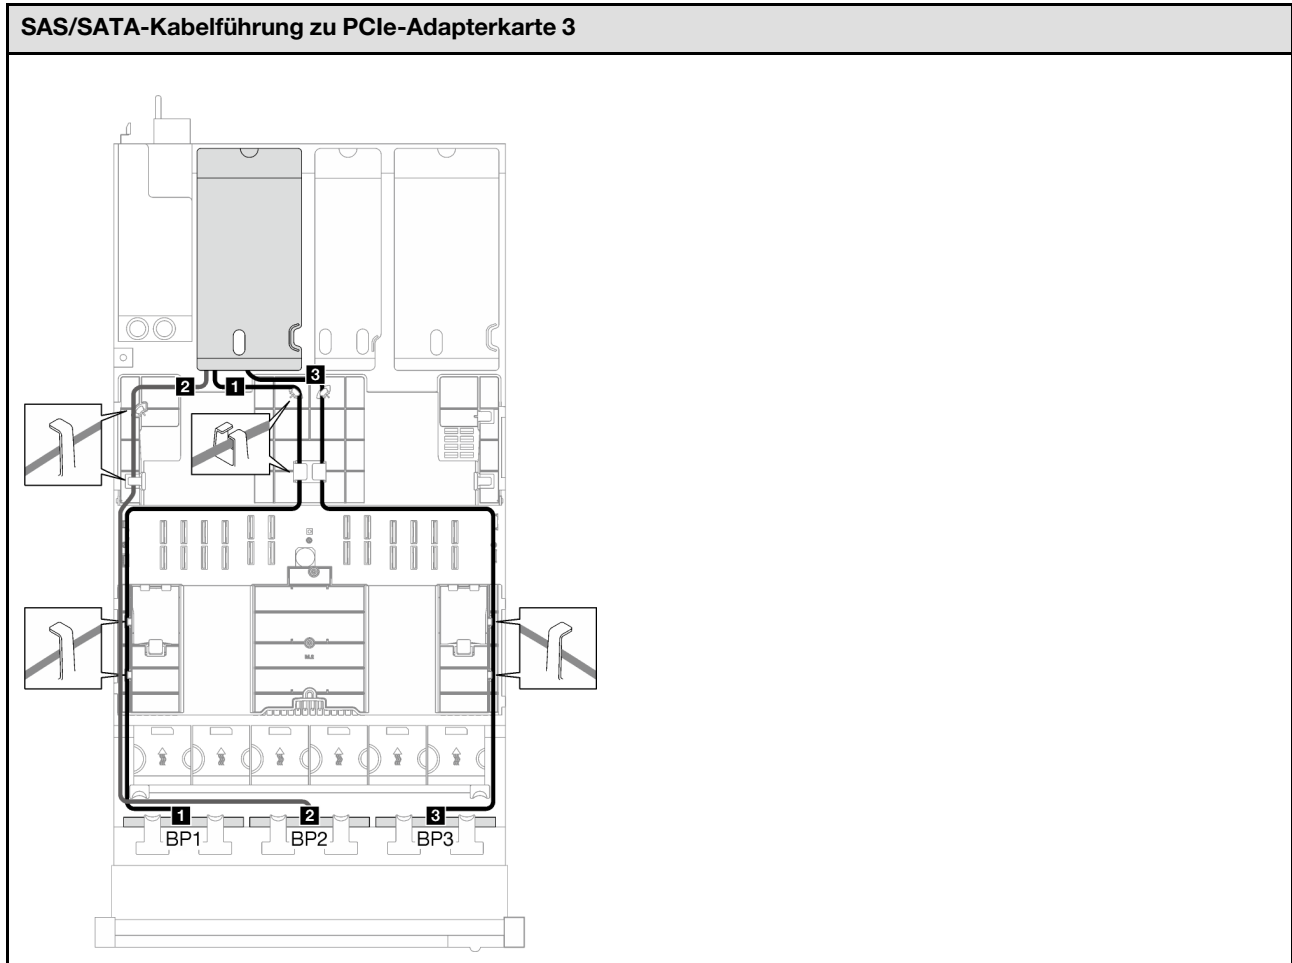 SAS/SATA-Kabelführung zu PCIe-Adapterkarte 3
2 1 3
1 2 3
BP1 BP2 BP3